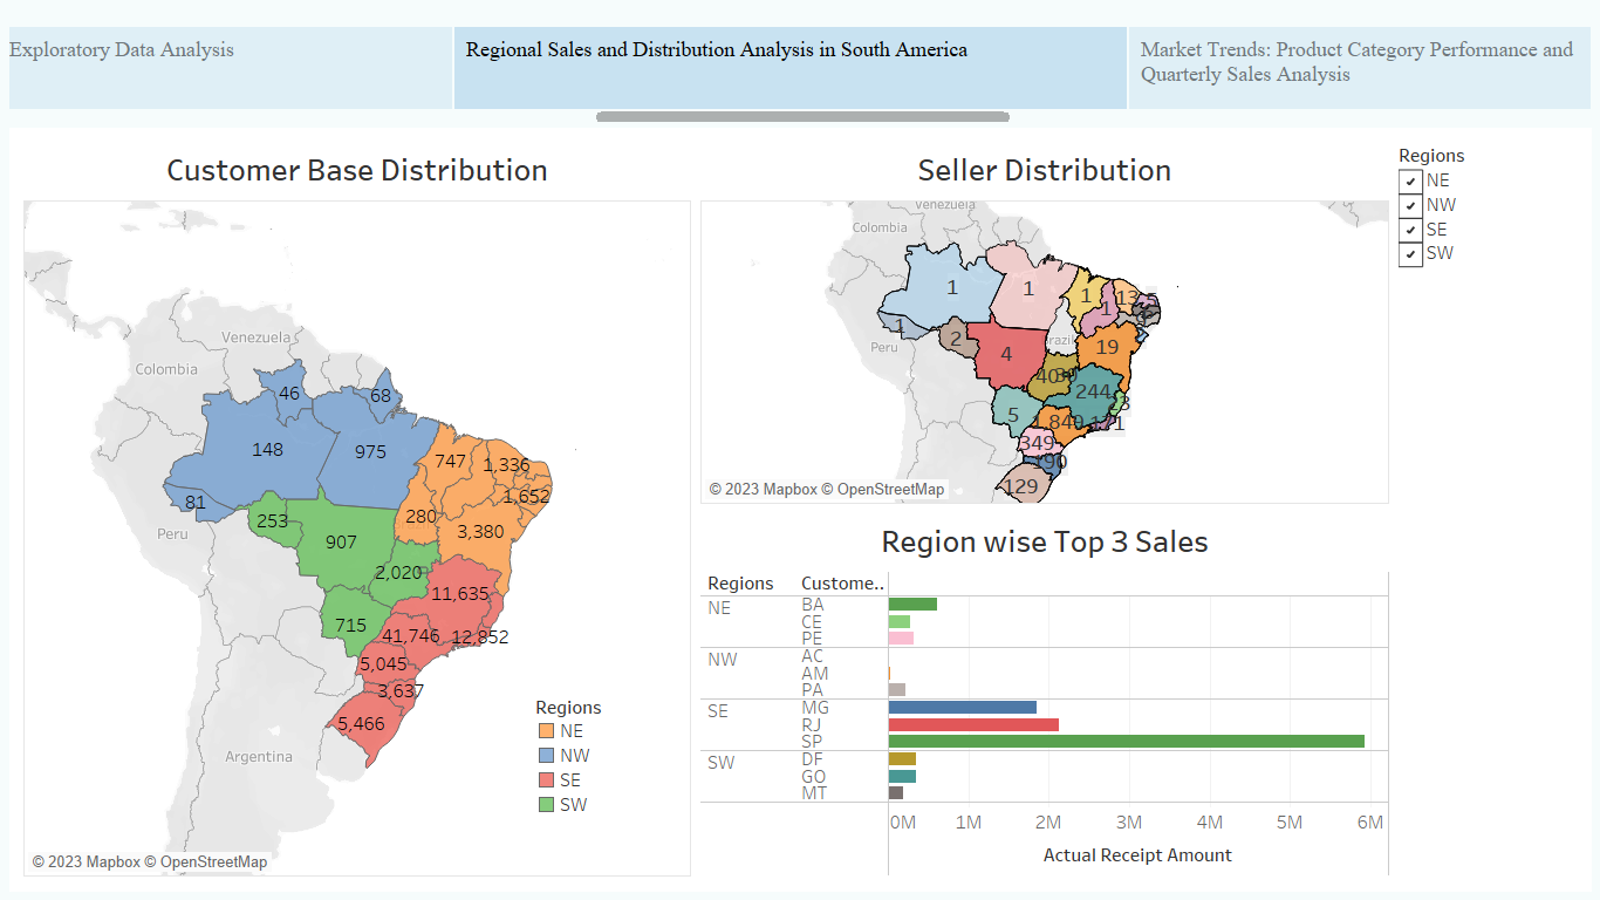 Exploratory Data Analysis
Regional Sales and Distribution Analysis in South America
Market Trends: Product Category Performance and
Quarterly Sales Analysis
Customer Base Distribution
Venezuela
Colombia
46
68
148
975
747
1,336
81
1,652
253
280
3,380
Peru
907
2,020
11,635
715
41,746
12,852
5,045
3,637
5,466
Argentina
Regions
NE
NW
SE
SW
© 2023 Mapbox © OpenStreetMap
Seller Distribution
Venezuela
Colombia
1
1
1
13
5
1
1
9
Peru
2
4
19
40
30
244
5
23
171
349
190
129
© 2023 Mapbox © OpenStreetMap
Regions
NE
NW
SE
SW
Region wise Top 3 Sales
Regions Custome..
NE BA
CE
PE
NW AC
AM
PA
SE MG
RJ
SP
SW DF
GO
MT
0M 1M 2M 3M 4M 5M 6M
Actual Receipt Amount